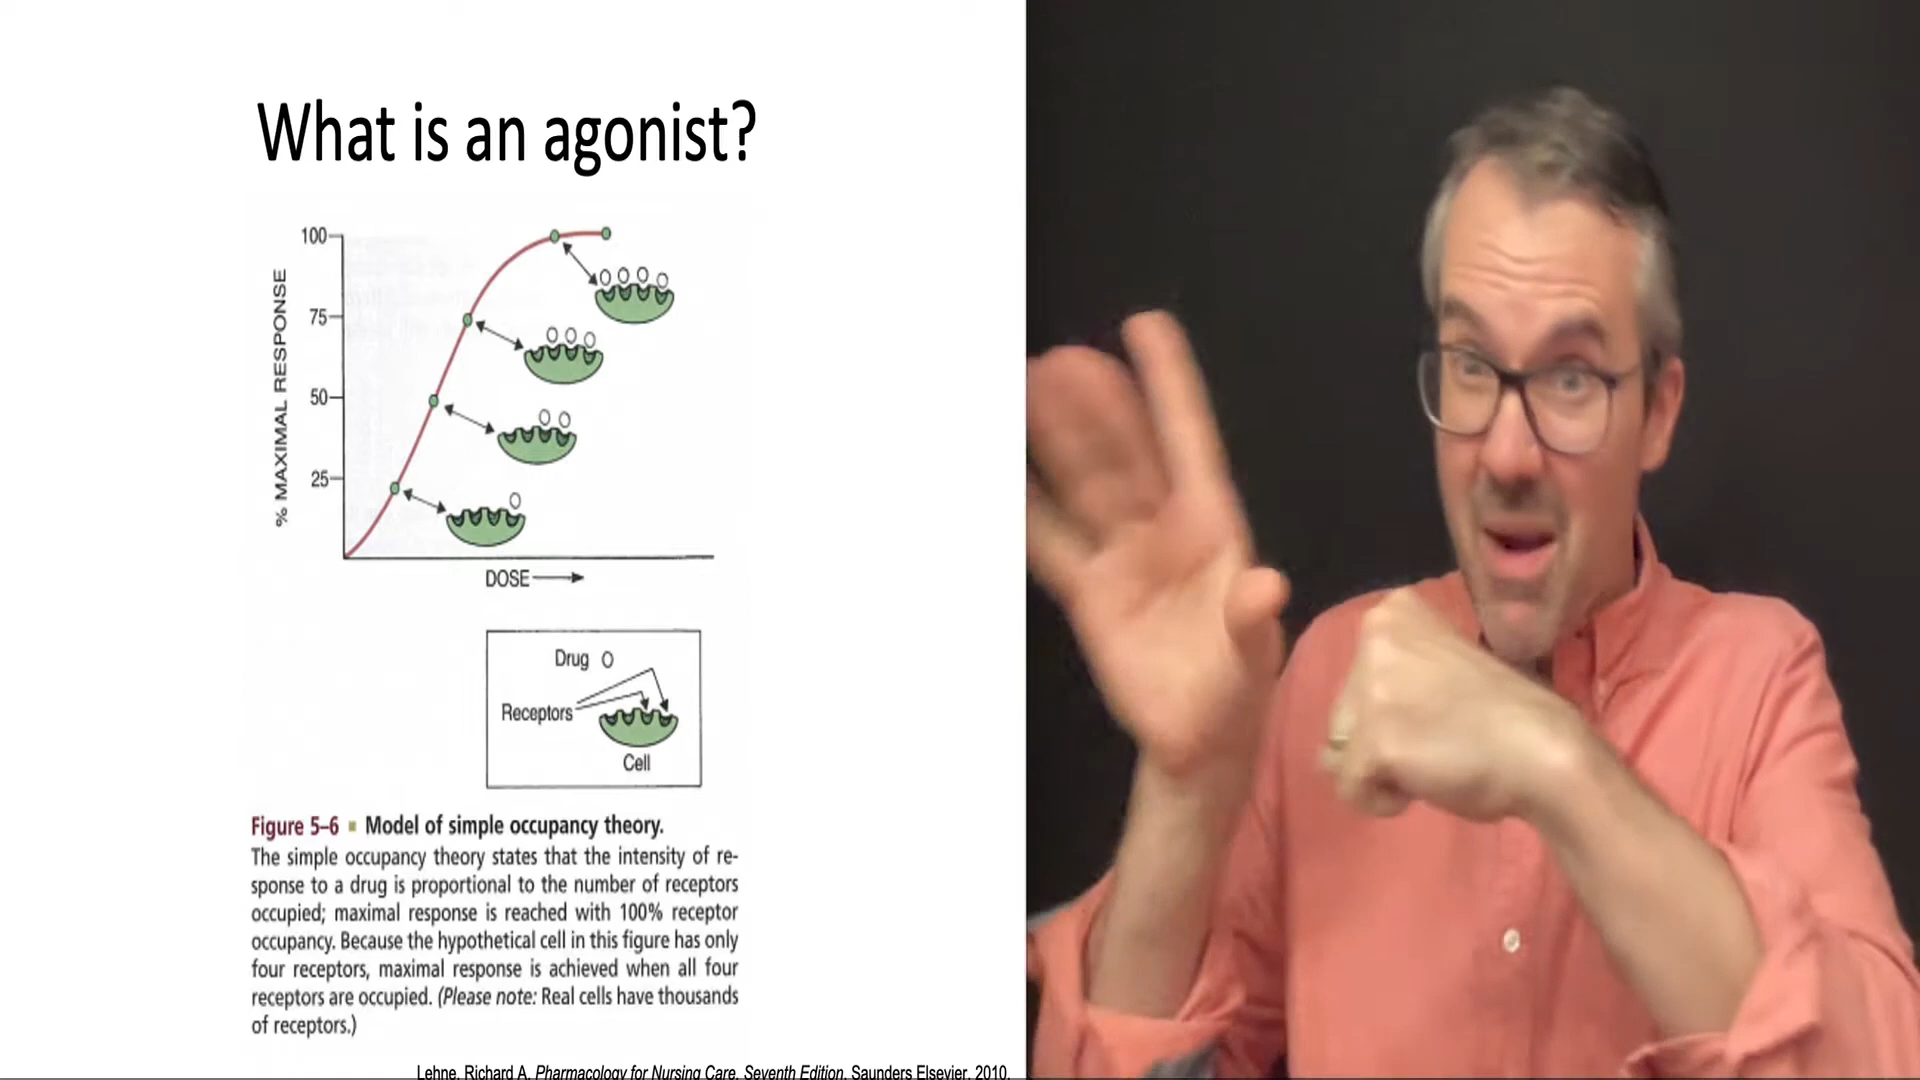 What is an agonist?
100
75
50
25
% MAXIMAL RESPONSE
DOSE
Drug
Receptors
Cell
Figure 5–6 ▪ Model of simple occupancy theory.
The simple occupancy theory states that the intensity of re-
sponse to a drug is proportional to the number of receptors
occupied; maximal response is reached with 100% receptor
occupancy. Because the hypothetical cell in this figure has only
four receptors, maximal response is achieved when all four
receptors are occupied. (Please note: Real cells have thousands
of receptors.)
Lehne, Richard A. Pharmacology for Nursing Care. Seventh Edition. Saunders Elsevier. 2010.